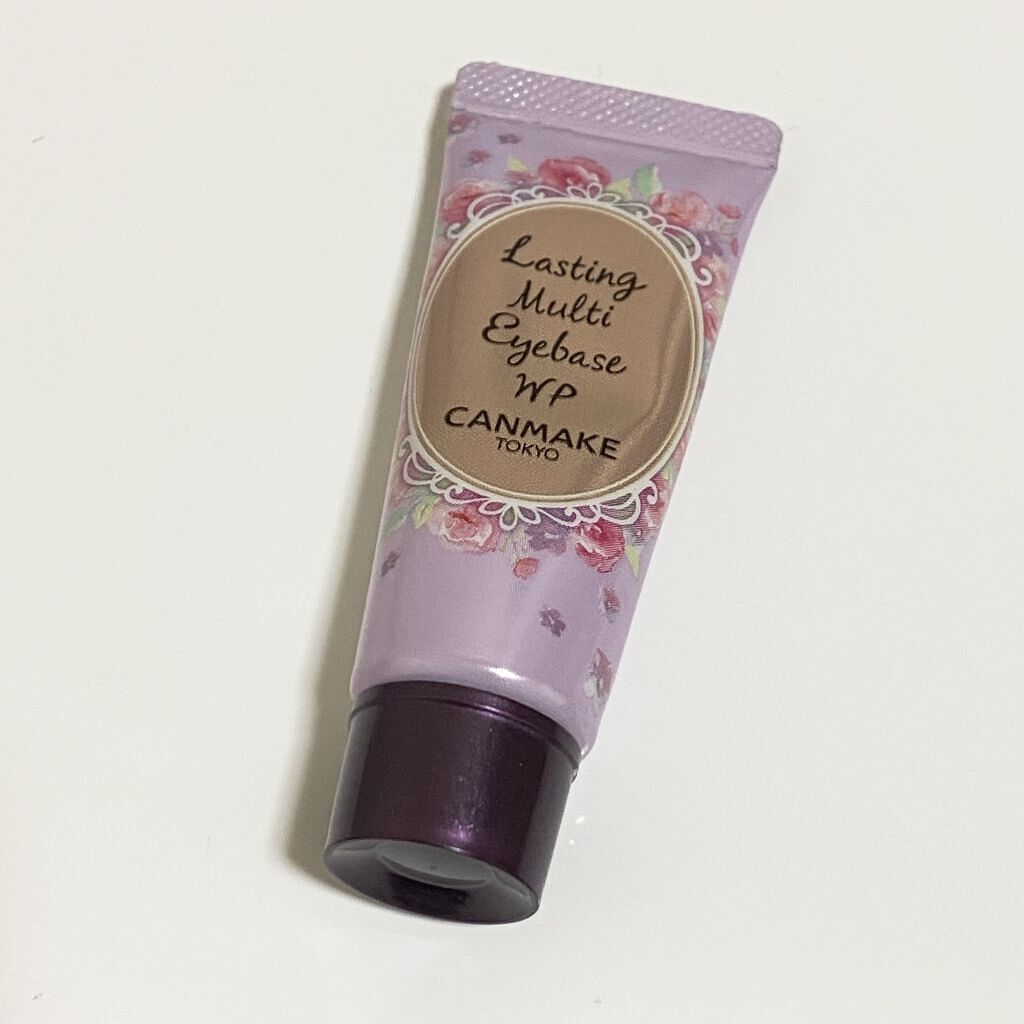 Lasting
Multi
Eyebase
WP
CANMAKE
TOKYO